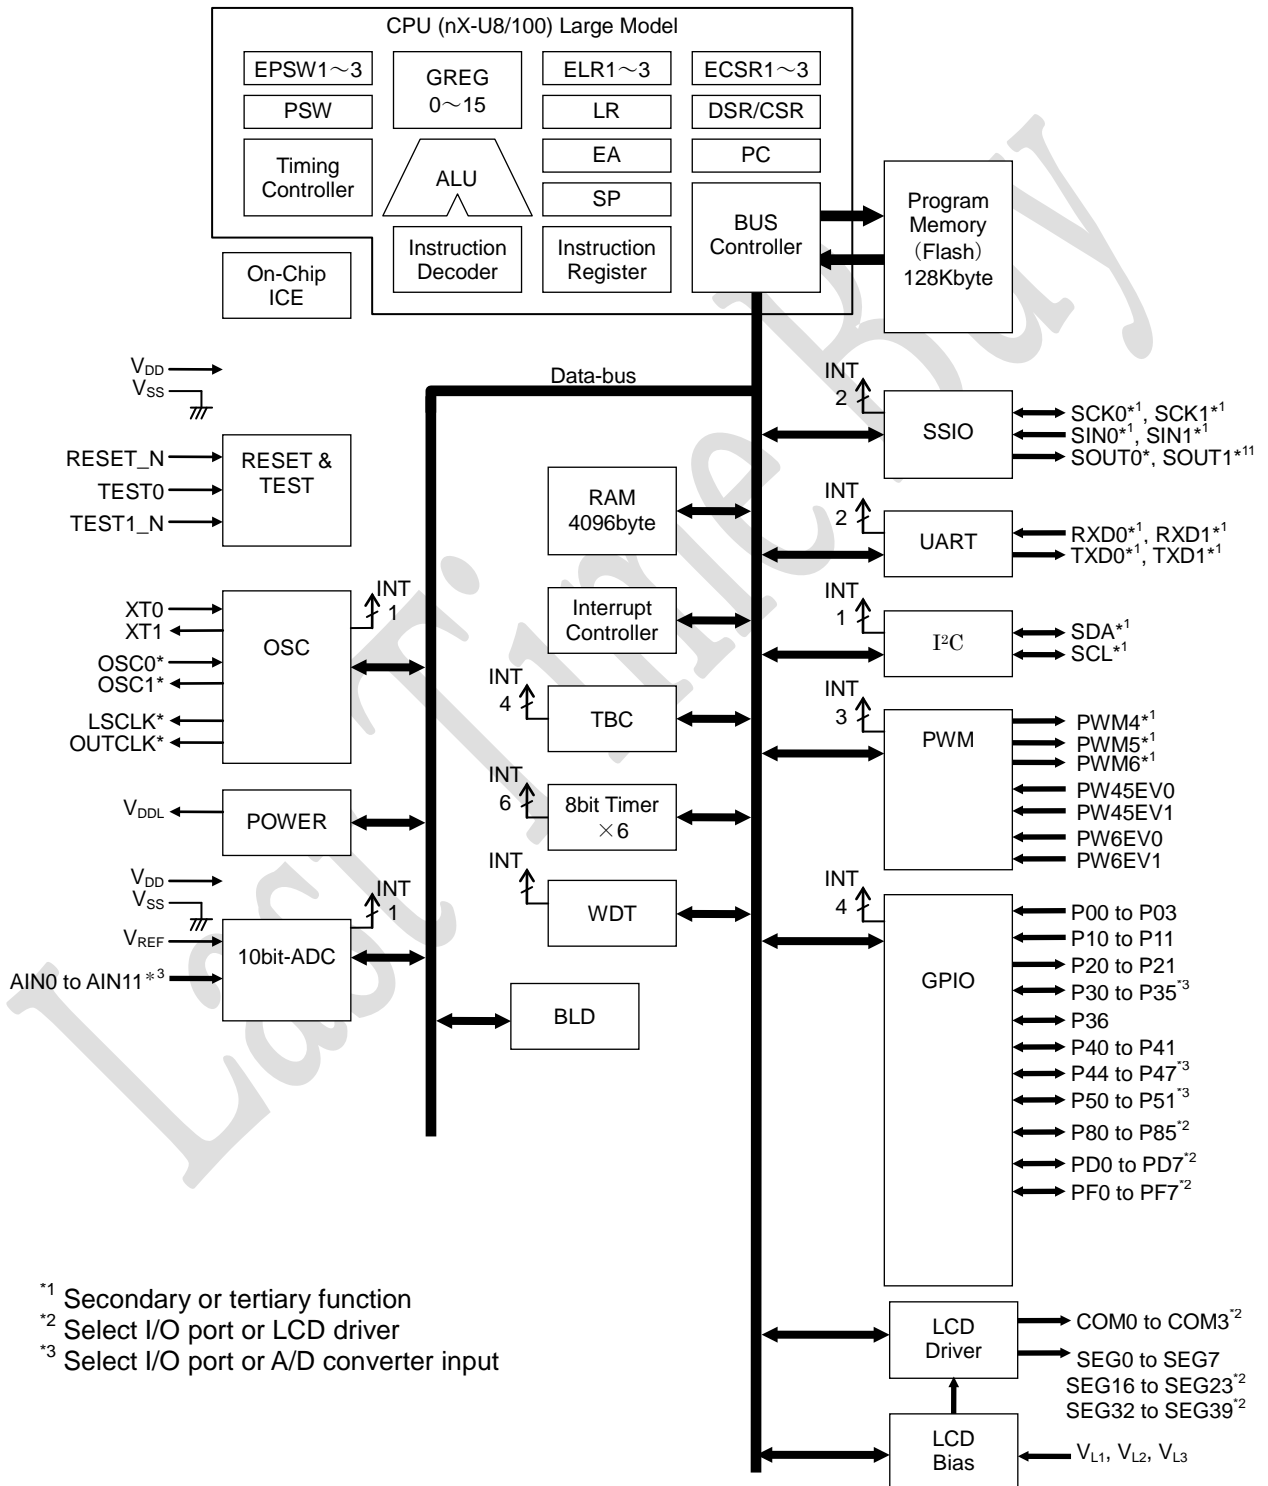 CPU (nX-U8/100) Large Model
EPSW1～3
GREG
0～15
ELR1～3
ECSR1～3
PSW
LR
DSR/CSR
Timing
Controller
ALU
EA
PC
SP
BUS
Controller
Program
Memory
（Flash）
128Kbyte
Instruction
Decoder
Instruction
Register
On-Chip
ICE
VDD
VSS
Data-bus
INT
2
SSIO
SCK0*1, SCK1*1
SIN0*1, SIN1*1
SOUT0*, SOUT1*11
RESET_N
TEST0
TEST1_N
RESET &
TEST
RAM
4096byte
INT
2
UART
RXD0*1, RXD1*1
TXD0*1, TXD1*1
XT0
XT1
OSC0*
OSC1*
LSCLK*
OUTCLK*
OSC
INT
1
Interrupt
Controller
INT
1
I²C
SDA*1
SCL*1
INT
4
TBC
INT
3
PWM
PWM4*1
PWM5*1
PWM6*1
PW45EV0
PW45EV1
PW6EV0
PW6EV1
VDDL
POWER
INT
6
8bit Timer
×6
VDD
VSS
VREF
AIN0 to AIN11*3
10bit-ADC
INT
1
INT
WDT
BLD
INT
4
GPIO
P00 to P03
P10 to P11
P20 to P21
P30 to P35*3
P36
P40 to P41
P44 to P47*3
P50 to P51*3
P80 to P85*2
PD0 to PD7*2
PF0 to PF7*2
LCD
Driver
COM0 to COM3*2
SEG0 to SEG7
SEG16 to SEG23*2
SEG32 to SEG39*2
LCD
Bias
VL1, VL2, VL3
*1 Secondary or tertiary function
*2 Select I/O port or LCD driver
*3 Select I/O port or A/D converter input
Last Time Buy